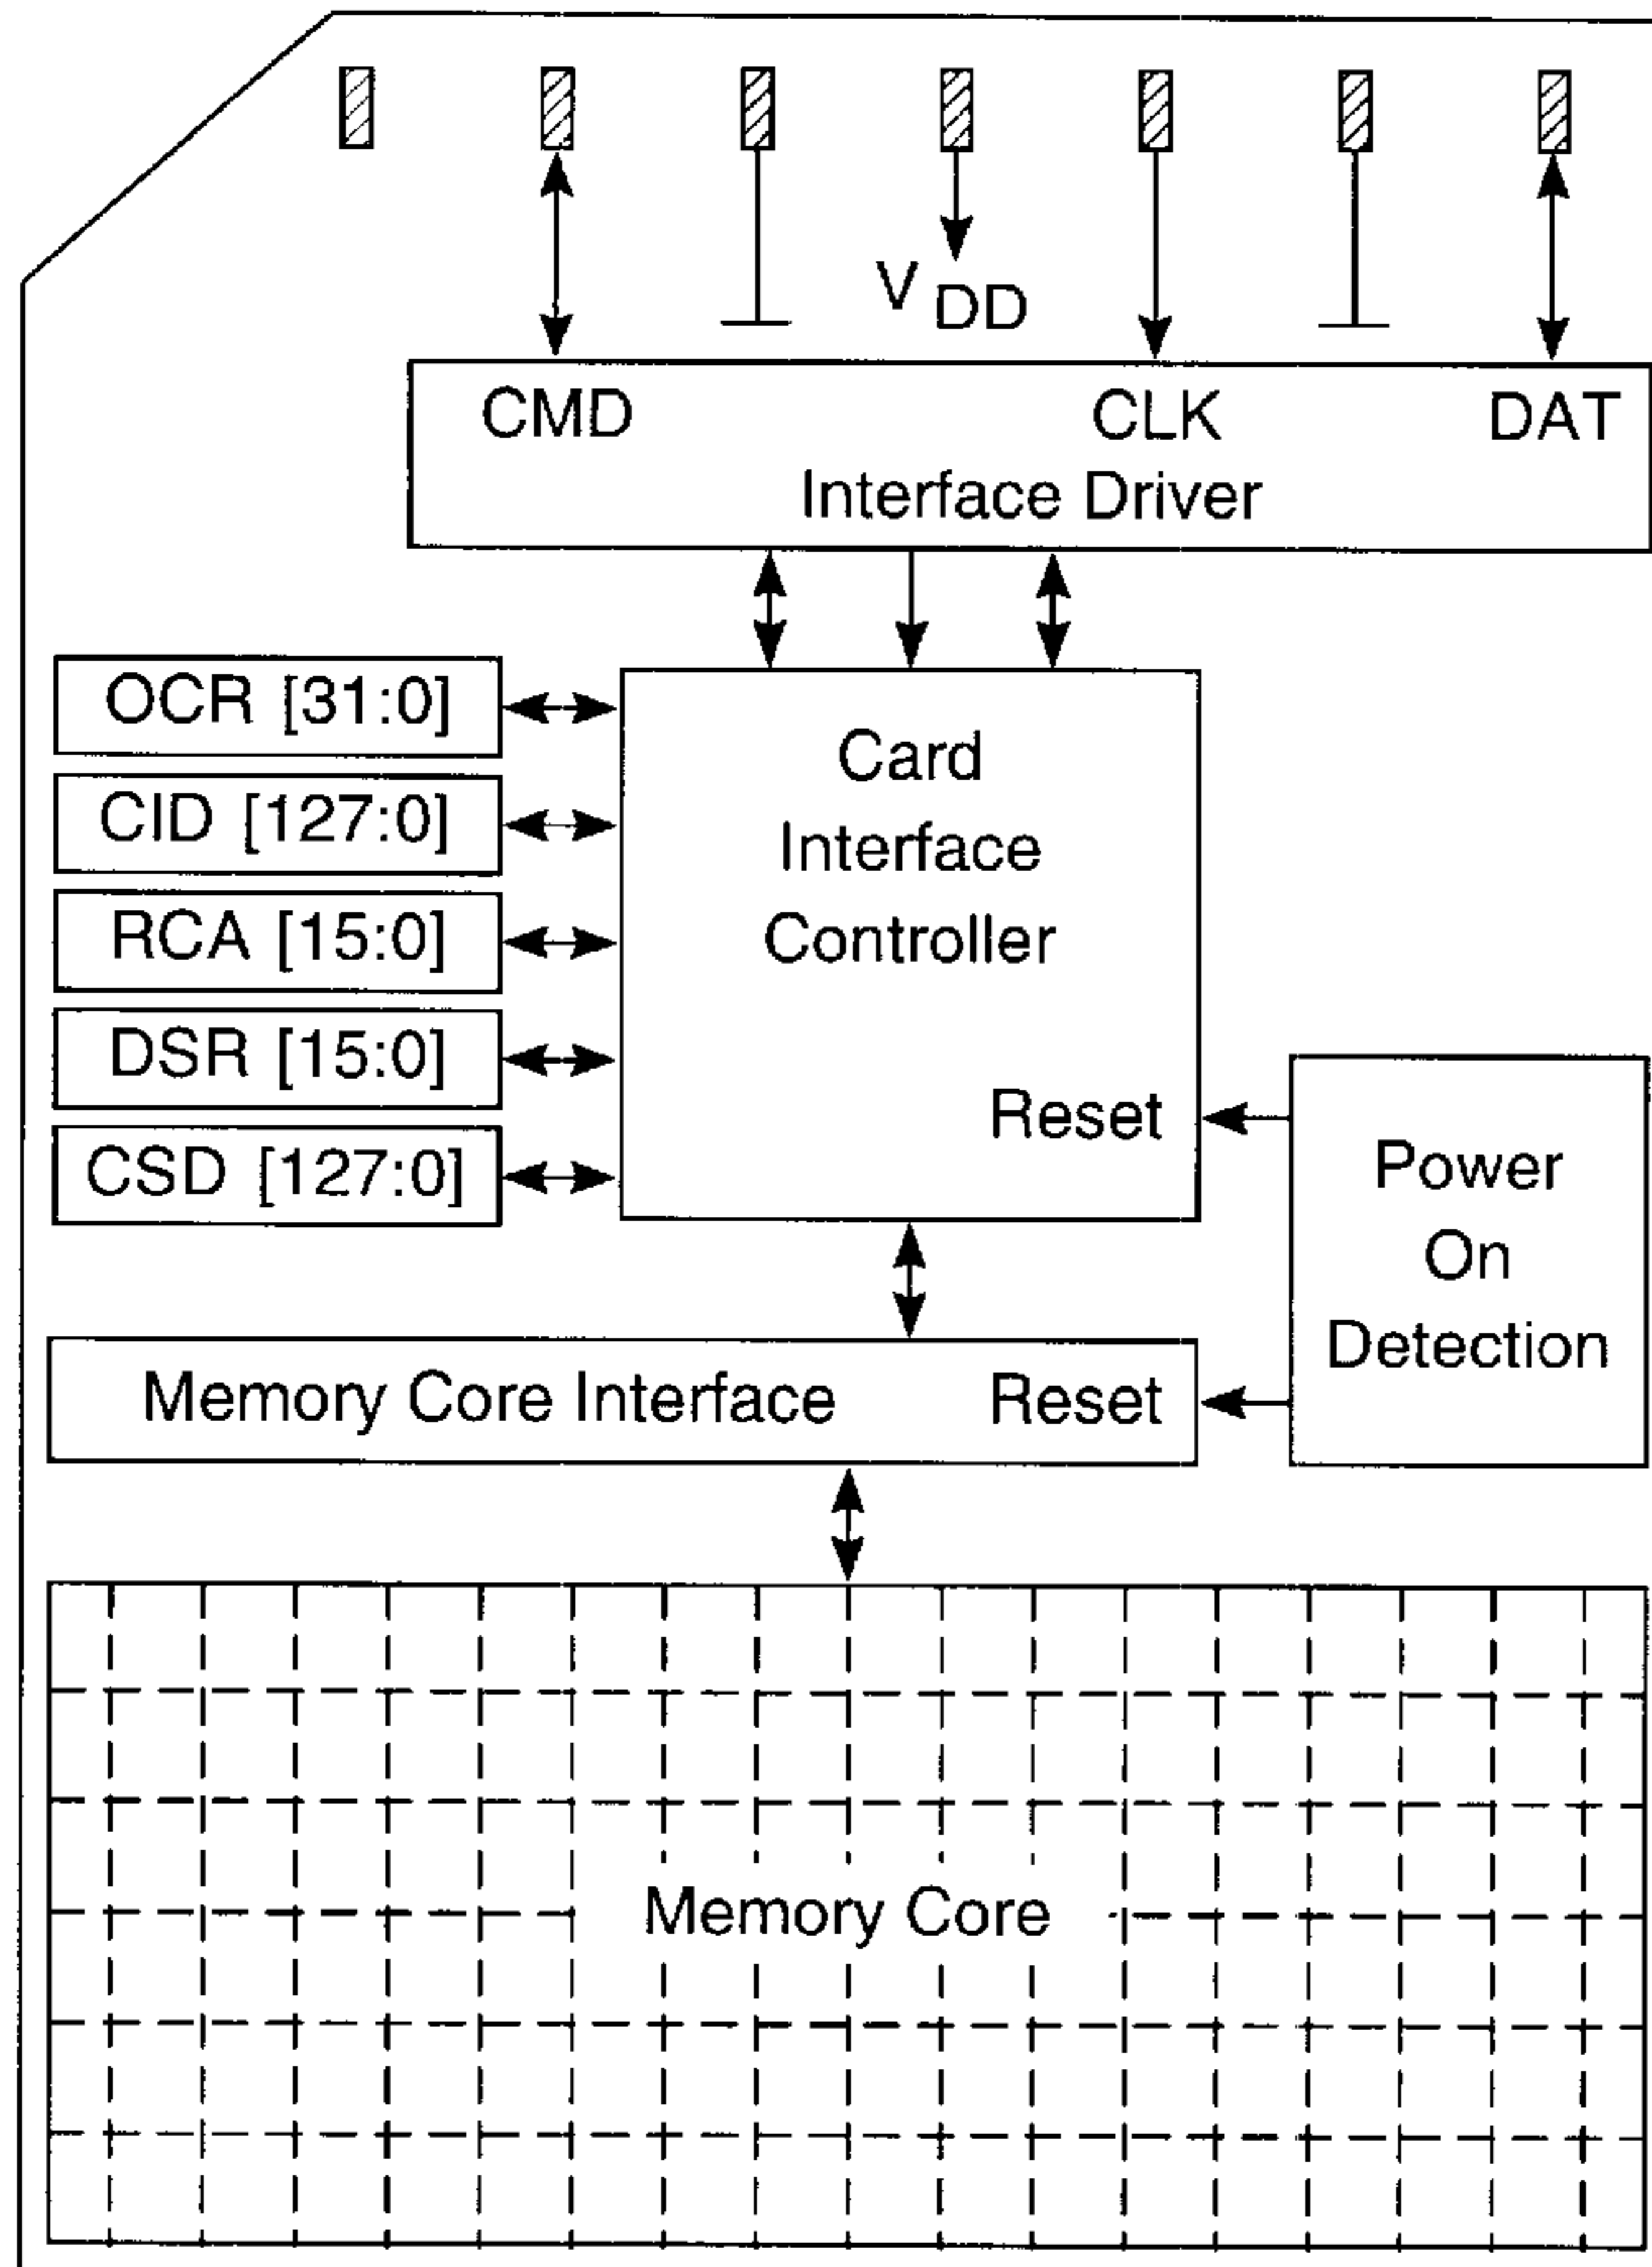 V DD
CMD CLK DAT
Interface Driver
OCR [31:0]
CID [127:0]
RCA [15:0]
DSR [15:0]
CSD [127:0]
Card
Interface
Controller
Reset
Power
On
Detection
Memory Core Interface Reset
Memory Core